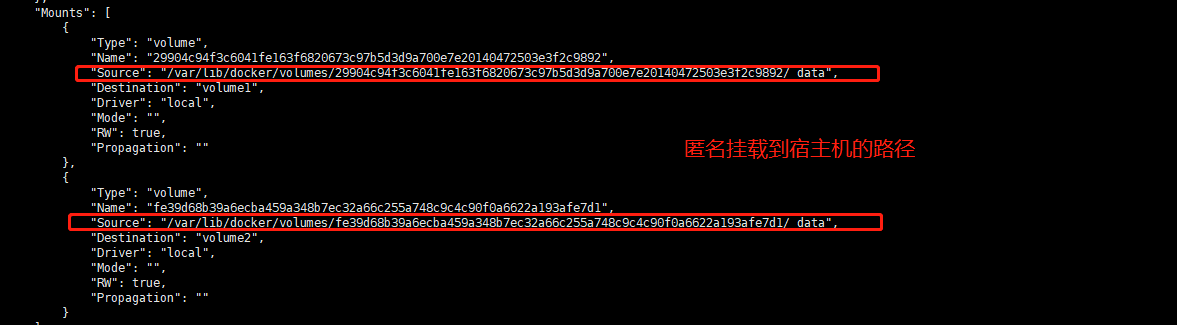 },
"Mounts": [
{
"Type": "volume",
"Name": "29904c94f3c6041fe163f6820673c97b5d3d9a700e7e20140472503e3f2c9892",
"Source": "/var/lib/docker/volumes/29904c94f3c6041fe163f6820673c97b5d3d9a700e7e20140472503e3f2c9892/_data",
"Destination": "volume1",
"Driver": "local",
"Mode": "",
"RW": true,
"Propagation": ""
匿名挂载到宿主机的路径
},
{
"Type": "volume",
"Name": "fe39d68b39a6ecba459a348b7ec32a66c255a748c9c4c90f0a6622a193afe7d1",
"Source": "/var/lib/docker/volumes/fe39d68b39a6ecba459a348b7ec32a66c255a748c9c4c90f0a6622a193afe7d1/_data",
"Destination": "volume2",
"Driver": "local",
"Mode": "",
"RW": true,
"Propagation": ""
}